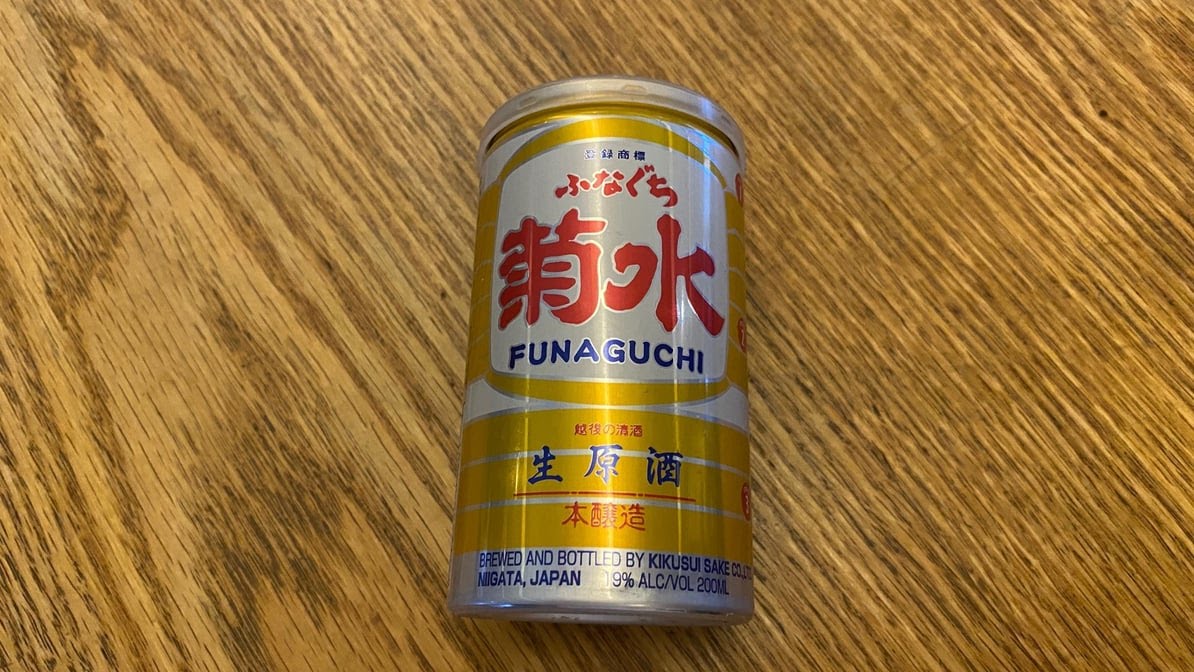 登録商標
ふなぐち
菊水
FUNAGUCHI
越後の清酒
生原酒
本醸造
BREWED AND BOTTLED BY KIKUSUI SAKE CO.,
NIIGATA, JAPAN 19% ALC/VOL 200ML